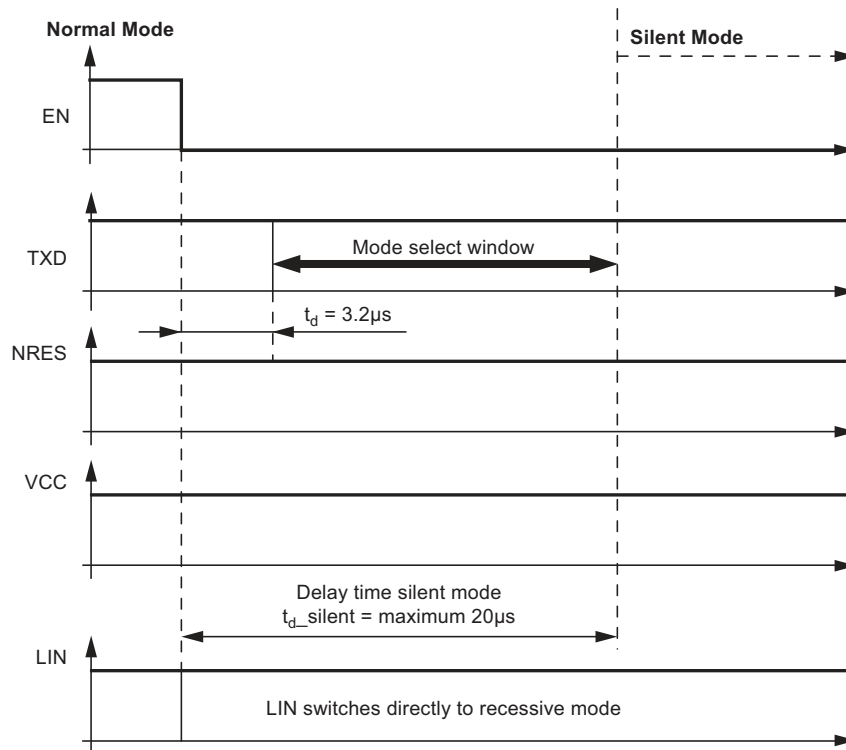 Normal Mode
Silent Mode
EN
TXD
Mode select window
t_d = 3.2µs
NRES
VCC
Delay time silent mode
t_d_silent = maximum 20µs
LIN
LIN switches directly to recessive mode